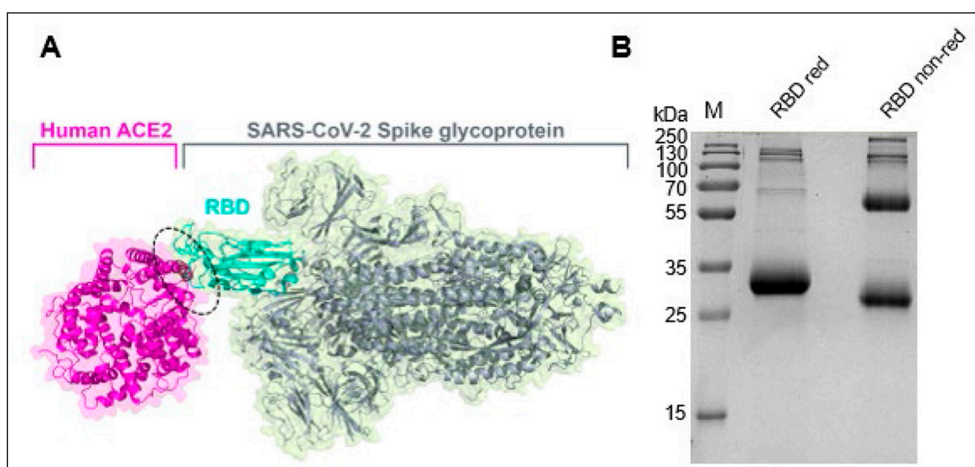 A
B
Human ACE2
SARS-CoV-2 Spike glycoprotein
RBD
kDa
M
RBD red
RBD non-red
250
130
100
70
55
35
25
15